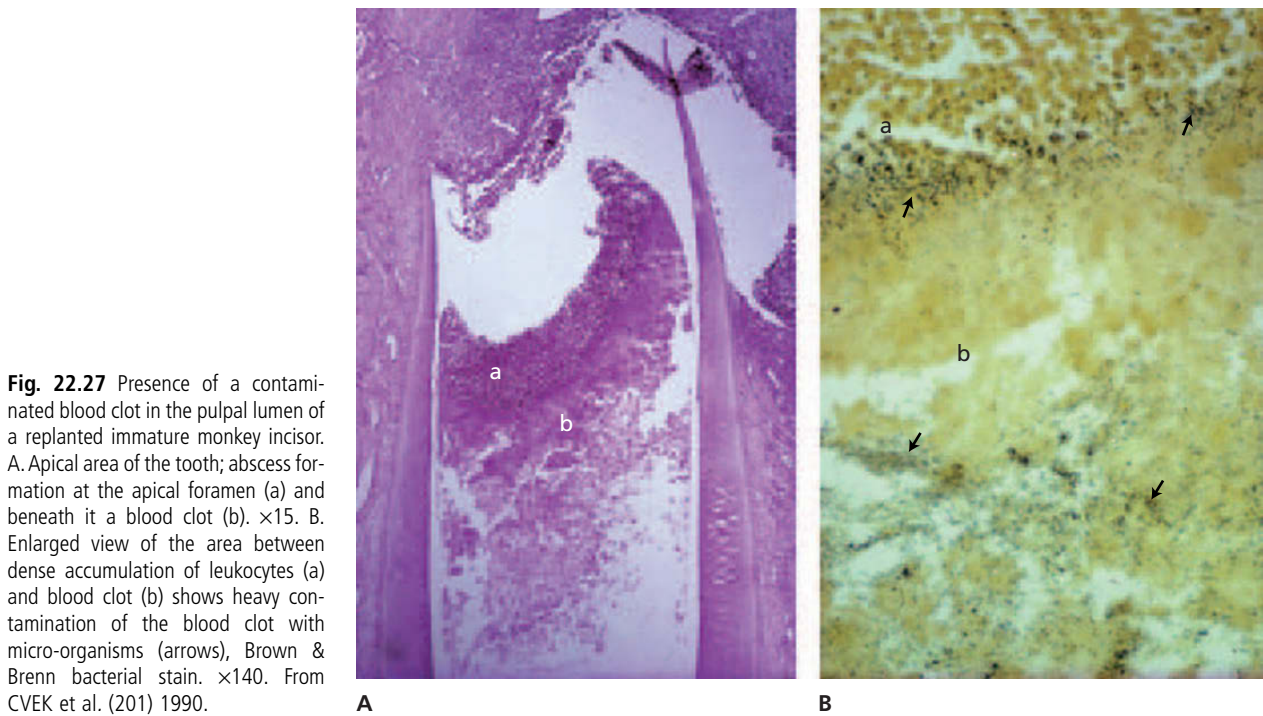 Fig. 22.27 Presence of a contami-
nated blood clot in the pulpal lumen of
a replanted immature monkey incisor.
A. Apical area of the tooth; abscess for-
mation at the apical foramen (a) and
beneath it a blood clot (b). ×15. B.
Enlarged view of the area between
dense accumulation of leukocytes (a)
and blood clot (b) shows heavy con-
tamination of the blood clot with
micro-organisms (arrows), Brown &
Brenn bacterial stain. ×140. From
CVEK et al. (201) 1990.
a
b
A
a
b
B